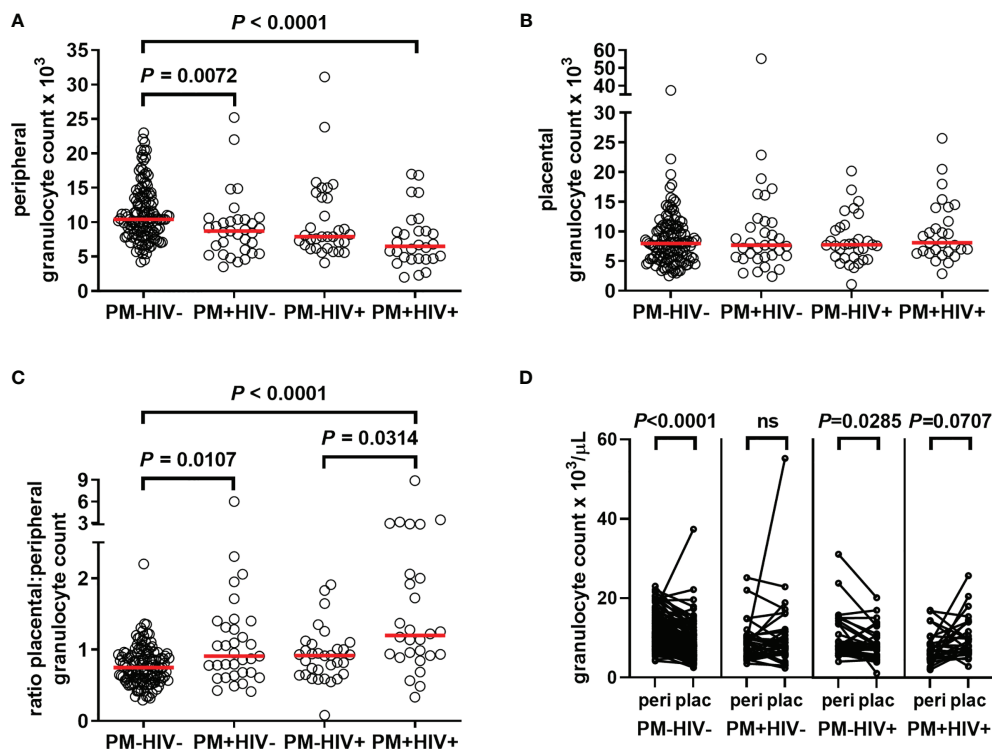 A
P < 0.0001
P = 0.0072
peripheral
granulocyte count x 10³
35
30
25
20
15
10
5
0
PM-HIV- PM+HIV- PM-HIV+ PM+HIV+
B
placental
granulocyte count x 10³
60
50
40
30
25
20
15
10
5
0
PM-HIV- PM+HIV- PM-HIV+ PM+HIV+
C
P < 0.0001
P = 0.0314
P = 0.0107
ratio placental:peripheral
granulocyte count
9
6
3
2
1
0
PM-HIV- PM+HIV- PM-HIV+ PM+HIV+
D
P<0.0001 ns P=0.0285 P=0.0707
granulocyte count x 10³/μL
60
40
20
0
peri plac peri plac peri plac peri plac
PM-HIV- PM+HIV- PM-HIV+ PM+HIV+